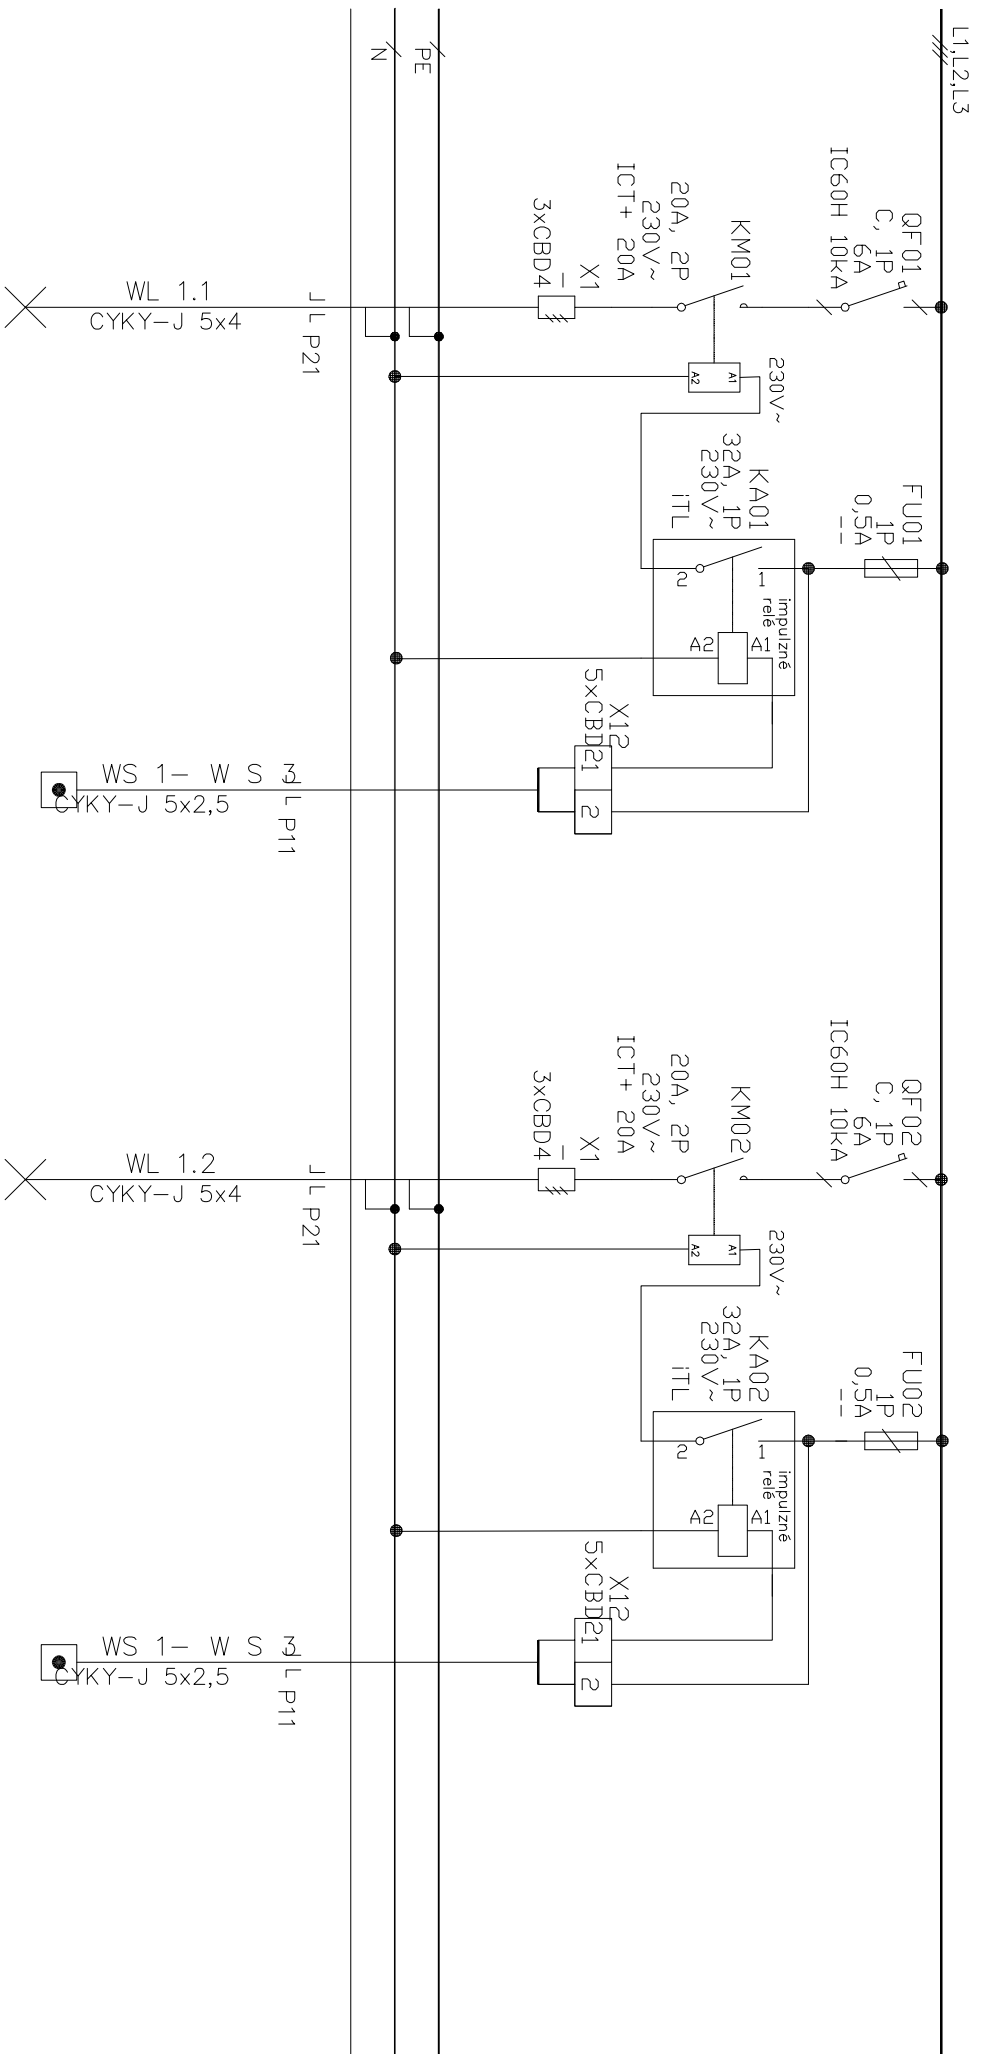 L1,L2,L3
PE
N
QF01
C, 1P
6A
IC60H 10kA
KM01
20A, 2P
230V~
ICT+ 20A
X1
-
3xCBD4
A1
A2
230V~
P21
WL 1.1
CYKY-J 5x4
FU01
1P
0,5A
--
KA01
32A, 1P
230V~
iTL
1
2
impulzné
relé
A1
A2
X12
5xCBD2
1
2
P11
WS 1- W S 3
CYKY-J 5x2,5
QF02
C, 1P
6A
IC60H 10kA
KM02
20A, 2P
230V~
ICT+ 20A
X1
-
3xCBD4
A1
A2
230V~
P21
WL 1.2
CYKY-J 5x4
FU02
1P
0,5A
--
KA02
32A, 1P
230V~
iTL
1
2
impulzné
relé
A1
A2
X12
5xCBD2
1
2
P11
WS 1- W S 3
CYKY-J 5x2,5